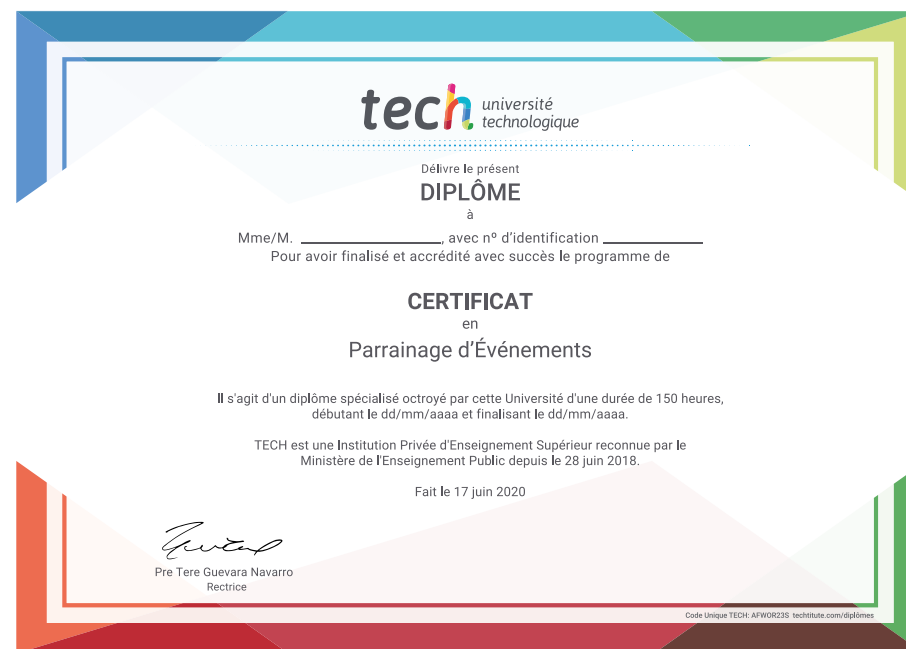 tech université
technologique
Délivre le présent
DIPLÔME
à
Mme/M. ____________________, avec nº d'identification ______________
Pour avoir finalisé et accrédité avec succès le programme de
CERTIFICAT
en
Parrainage d'Événements
Il s'agit d'un diplôme spécialisé octroyé par cette Université d'une durée de 150 heures,
débutant le dd/mm/aaaa et finalisant le dd/mm/aaaa.
TECH est une Institution Privée d'Enseignement Supérieur reconnue par le
Ministère de l'Enseignement Public depuis le 28 juin 2018.
Fait le 17 juin 2020
Pre Tere Guevara Navarro
Rectrice
Code Unique TECH: AFWOR23S techtitute.com/diplômes